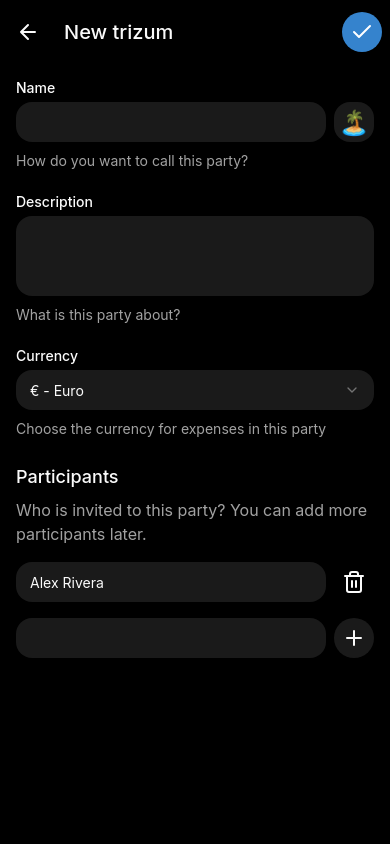 New trizum
Name
How do you want to call this party?
Description
What is this party about?
Currency
€ - Euro
Choose the currency for expenses in this party
Participants
Who is invited to this party? You can add more
participants later.
Alex Rivera